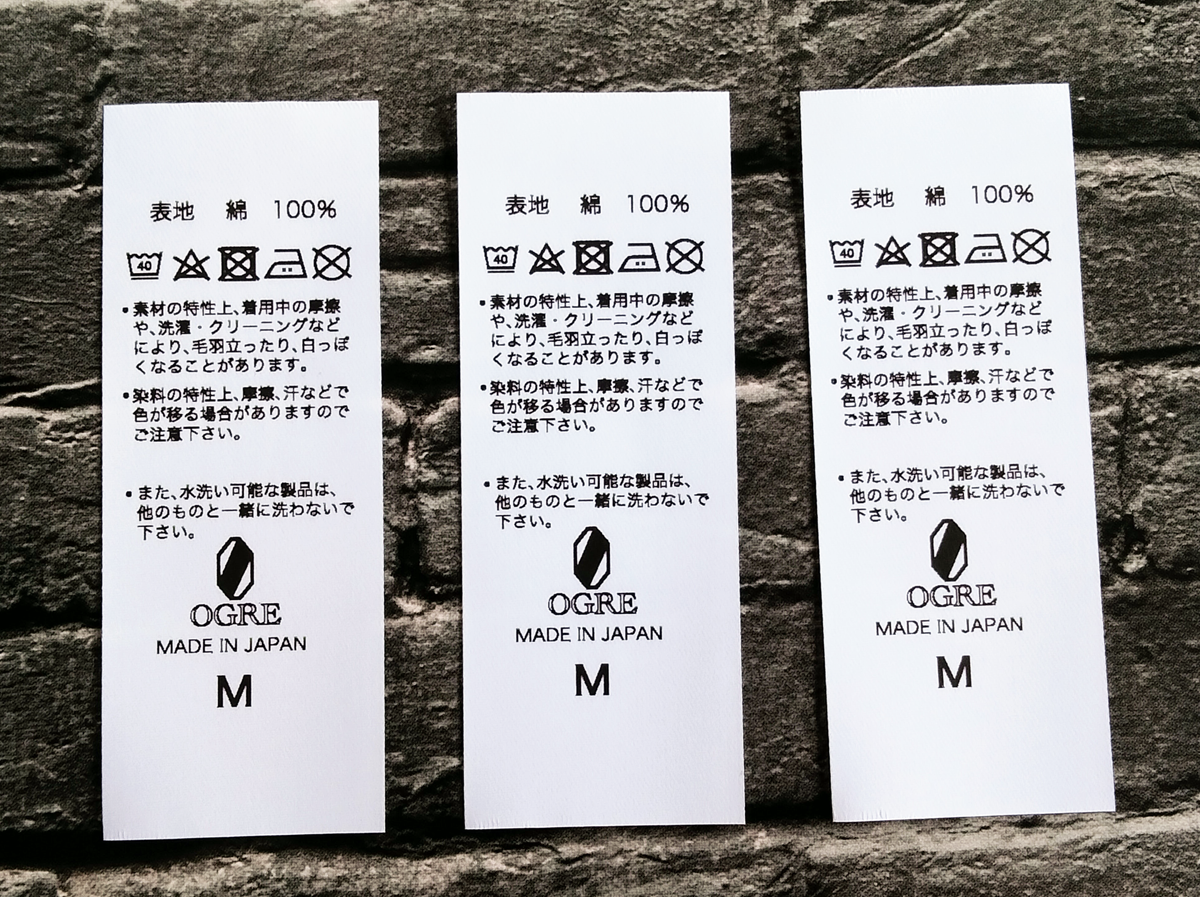 表地 綿 100%
40
•素材の特性上、着用中の摩擦
や、洗濯・クリーニングなど
により、毛羽立ったり、白っぽ
くなることがあります。
•染料の特性上、摩擦、汗などで
色が移る場合がありますので
ご注意下さい。
•また、水洗い可能な製品は、
他のものと一緒に洗わないで
下さい。
OGRE
MADE IN JAPAN
M
表地 綿 100%
40
•素材の特性上、着用中の摩擦
や、洗濯・クリーニングなど
により、毛羽立ったり、白っぽ
くなることがあります。
•染料の特性上、摩擦、汗などで
色が移る場合がありますので
ご注意下さい。
•また、水洗い可能な製品は、
他のものと一緒に洗わないで
下さい。
OGRE
MADE IN JAPAN
M
表地 綿 100%
40
•素材の特性上、着用中の摩擦
や、洗濯・クリーニングなど
により、毛羽立ったり、白っぽ
くなることがあります。
•染料の特性上、摩擦、汗などで
色が移る場合がありますので
ご注意下さい。
•また、水洗い可能な製品は、
他のものと一緒に洗わないで
下さい。
OGRE
MADE IN JAPAN
M